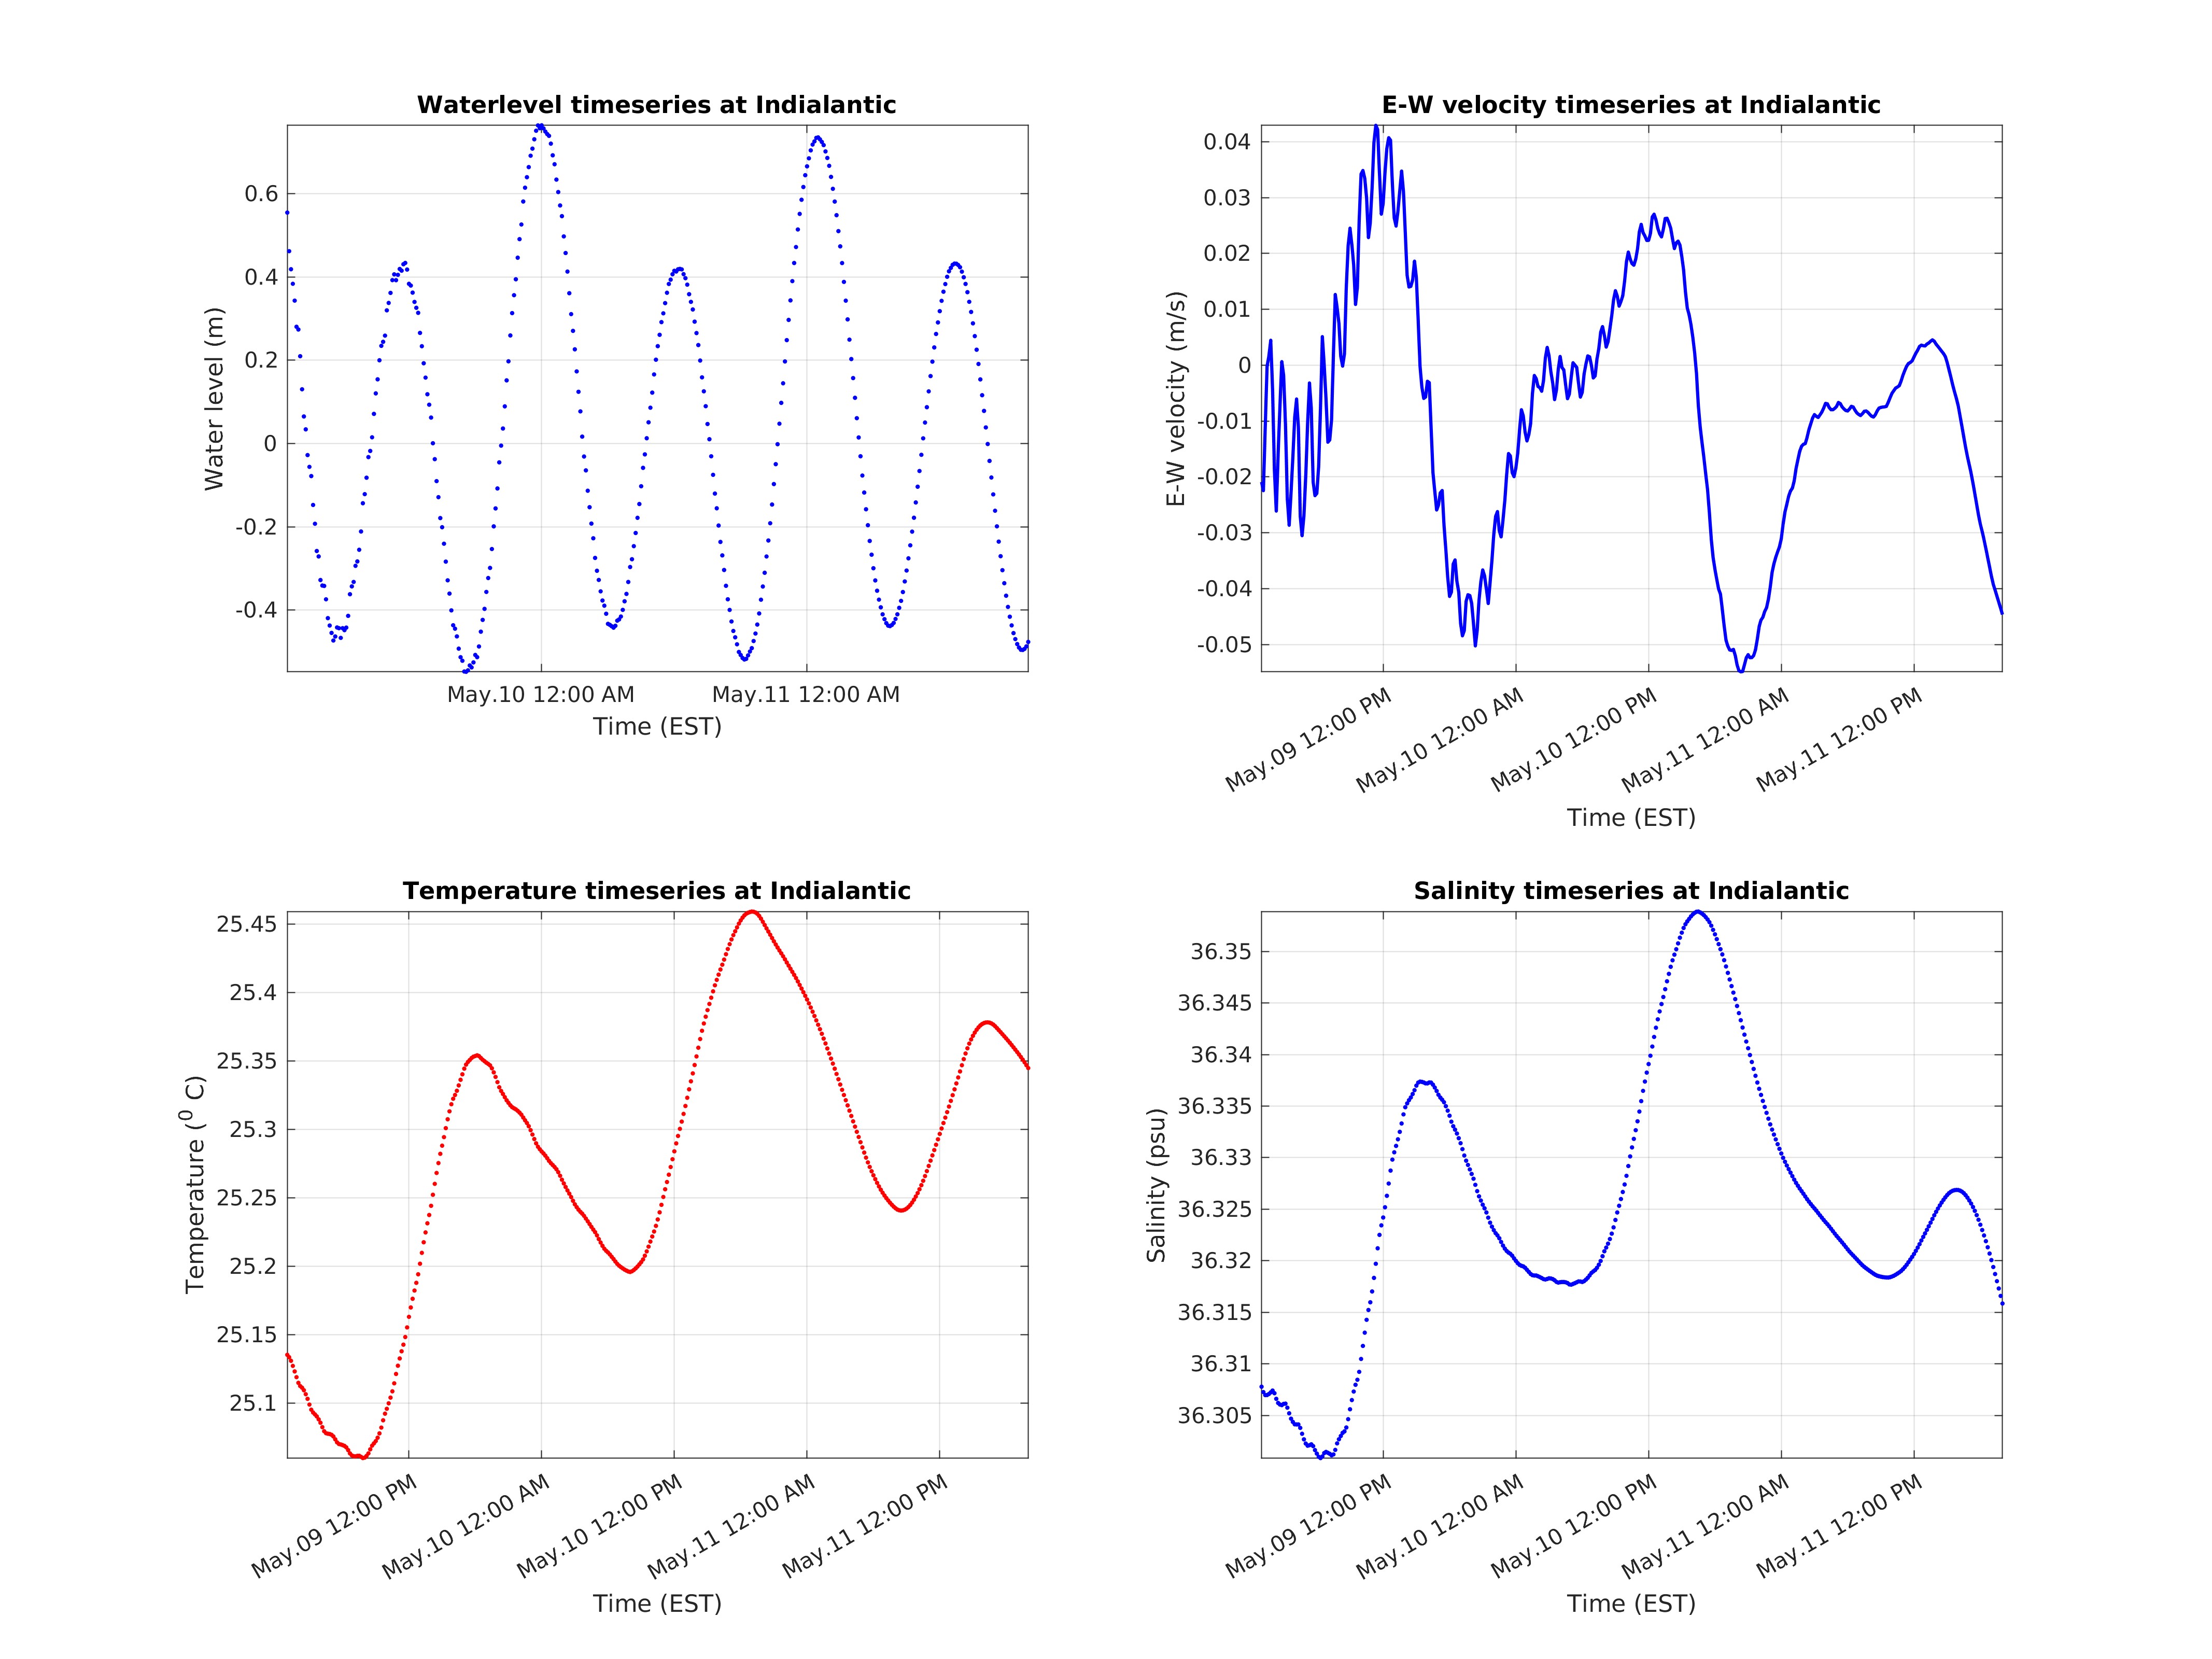 Waterlevel timeseries at Indialantic
0.6
0.4
0.2
0
-0.2
-0.4
Water level (m)
May.10 12:00 AM
May.11 12:00 AM
Time (EST)
E-W velocity timeseries at Indialantic
0.04
0.03
0.02
0.01
0
-0.01
-0.02
-0.03
-0.04
-0.05
E-W velocity (m/s)
May.09 12:00 PM
May.10 12:00 AM
May.10 12:00 PM
May.11 12:00 AM
May.11 12:00 PM
Time (EST)
Temperature timeseries at Indialantic
25.45
25.4
25.35
25.3
25.25
25.2
25.15
25.1
Temperature (⁰ C)
May.09 12:00 PM
May.10 12:00 AM
May.10 12:00 PM
May.11 12:00 AM
May.11 12:00 PM
Time (EST)
Salinity timeseries at Indialantic
36.35
36.345
36.34
36.335
36.33
36.325
36.32
36.315
36.31
36.305
Salinity (psu)
May.09 12:00 PM
May.10 12:00 AM
May.10 12:00 PM
May.11 12:00 AM
May.11 12:00 PM
Time (EST)